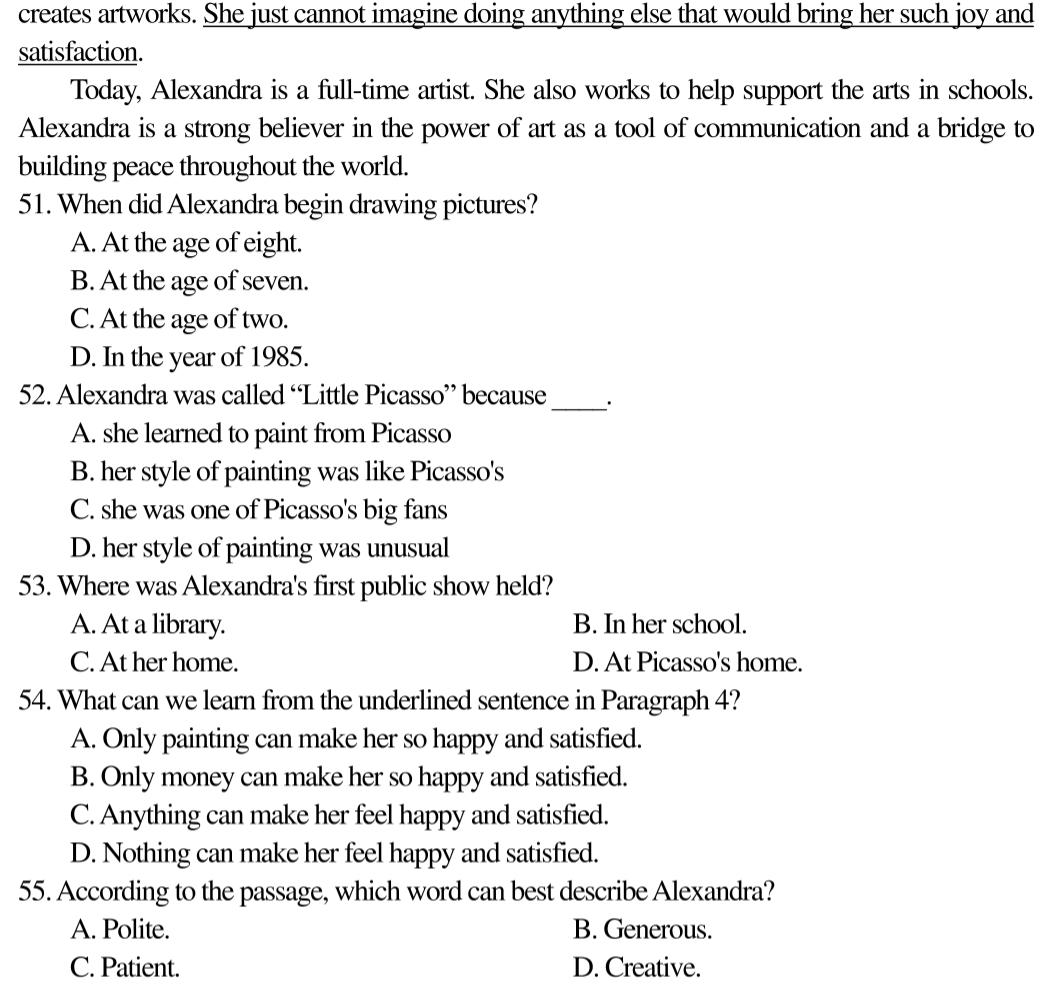 creates artworks. She just cannot imagine doing anything else that would bring her such joy and
satisfaction.
Today, Alexandra is a full-time artist. She also works to help support the arts in schools.
Alexandra is a strong believer in the power of art as a tool of communication and a bridge to
building peace throughout the world.
51. When did Alexandra begin drawing pictures?
A. At the age of eight.
B. At the age of seven.
C. At the age of two.
D. In the year of 1985.
52. Alexandra was called “Little Picasso” because ____.
A. she learned to paint from Picasso
B. her style of painting was like Picasso's
C. she was one of Picasso's big fans
D. her style of painting was unusual
53. Where was Alexandra's first public show held?
A. At a library. B. In her school.
C. At her home. D. At Picasso's home.
54. What can we learn from the underlined sentence in Paragraph 4?
A. Only painting can make her so happy and satisfied.
B. Only money can make her so happy and satisfied.
C. Anything can make her feel happy and satisfied.
D. Nothing can make her feel happy and satisfied.
55. According to the passage, which word can best describe Alexandra?
A. Polite. B. Generous.
C. Patient. D. Creative.